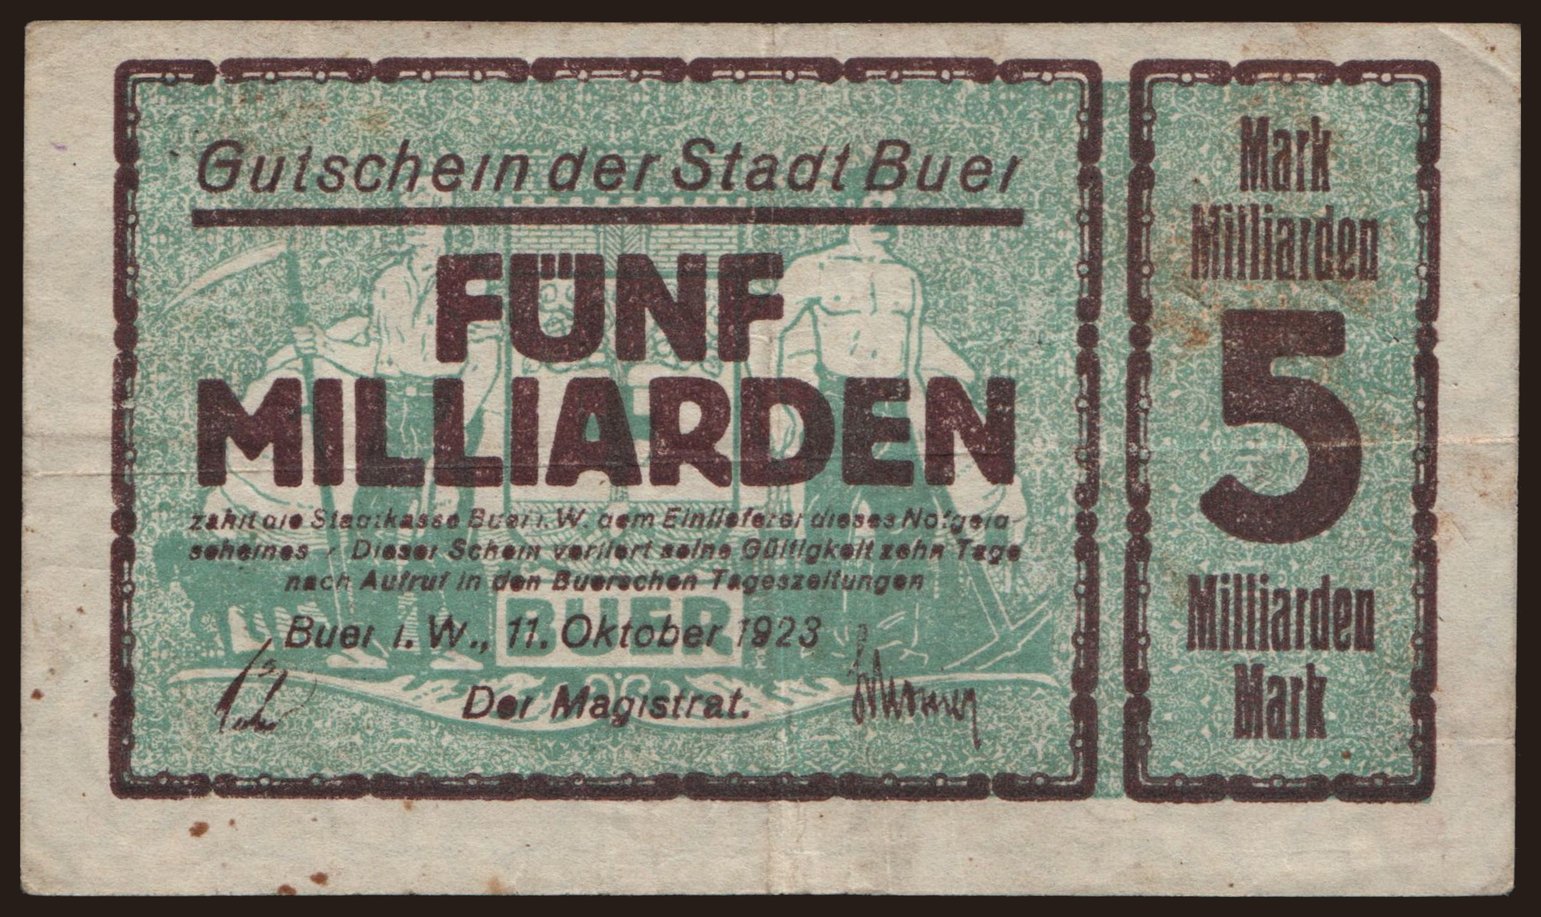 Gutschein der Stadt Buer
FÜNF
MILLIARDEN
zahlt die Stadtkasse Buer i. W. dem Einlieferer dieses Notgeld
scheines / Dieser Schein verliert seine Gültigkeit zehn Tage
nach Aufruf in den Buerschen Tageszeitungen
BUER
Buer i. W., 11. Oktober 1923
Der Magistrat.
Mark
Milliarden
5
Milliarden
Mark